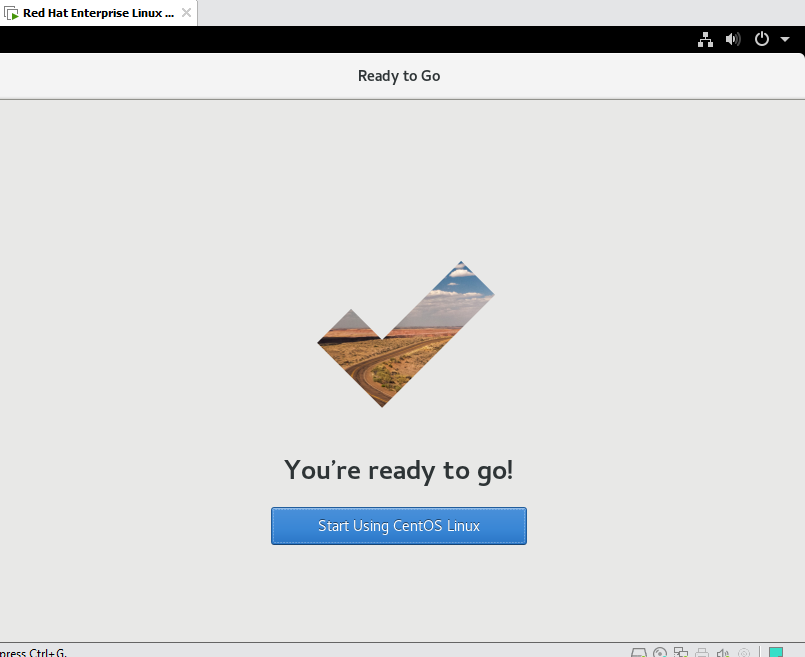 Red Hat Enterprise Linux ...
Ready to Go
You're ready to go!
Start Using CentOS Linux
press Ctrl+G.